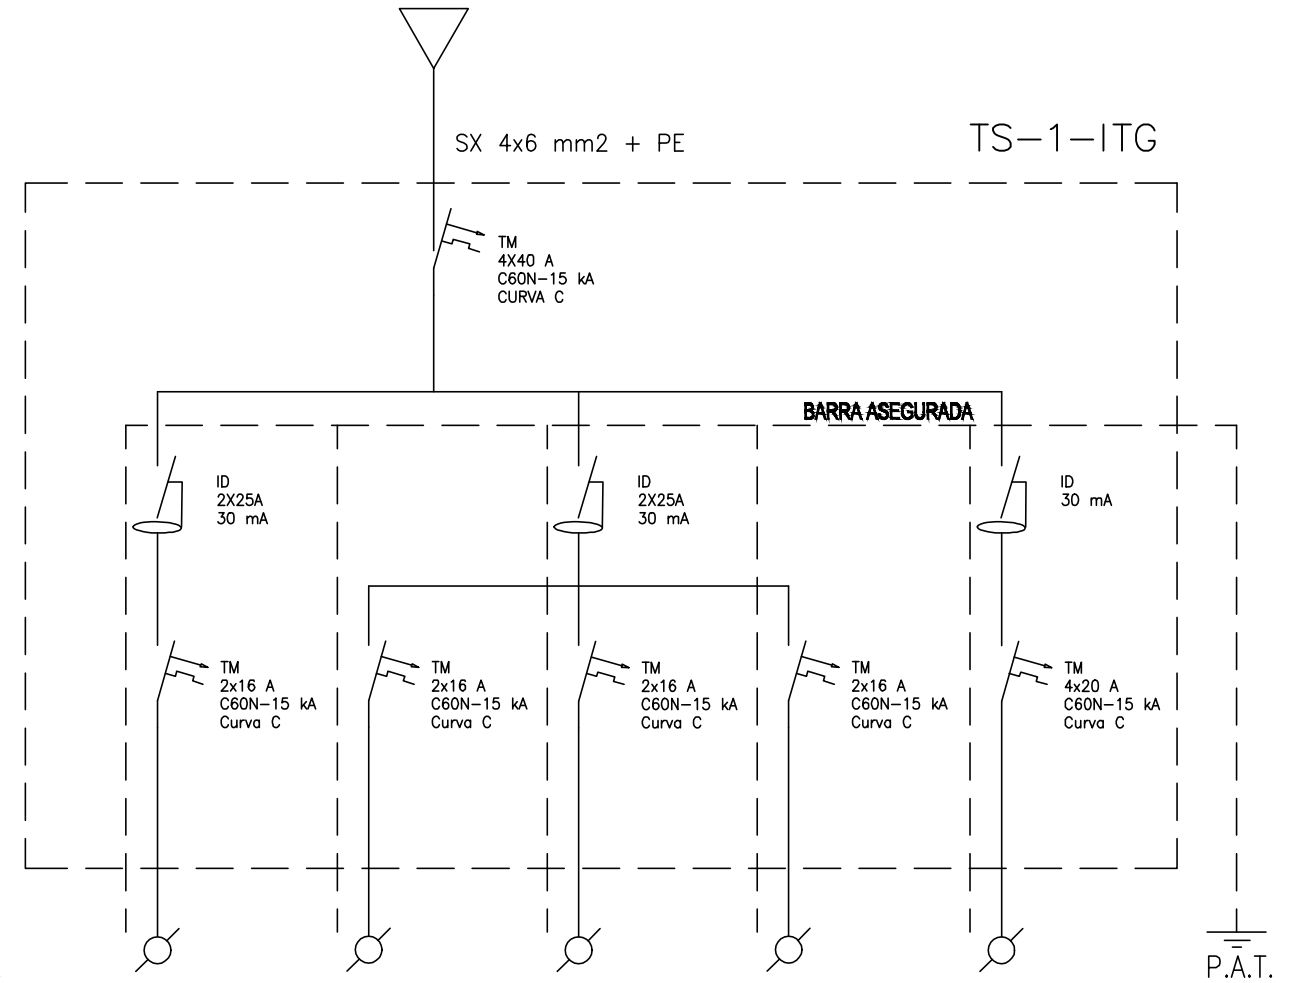 SX 4x6 mm2 + PE
TS-1-ITG
TM
4X40 A
C60N-15 kA
CURVA C
BARRA ASEGURADA
ID
2X25A
30 mA
ID
2X25A
30 mA
ID
30 mA
TM
2x16 A
C60N-15 kA
Curva C
TM
2x16 A
C60N-15 kA
Curva C
TM
2x16 A
C60N-15 kA
Curva C
TM
2x16 A
C60N-15 kA
Curva C
TM
4x20 A
C60N-15 kA
Curva C
P.A.T.